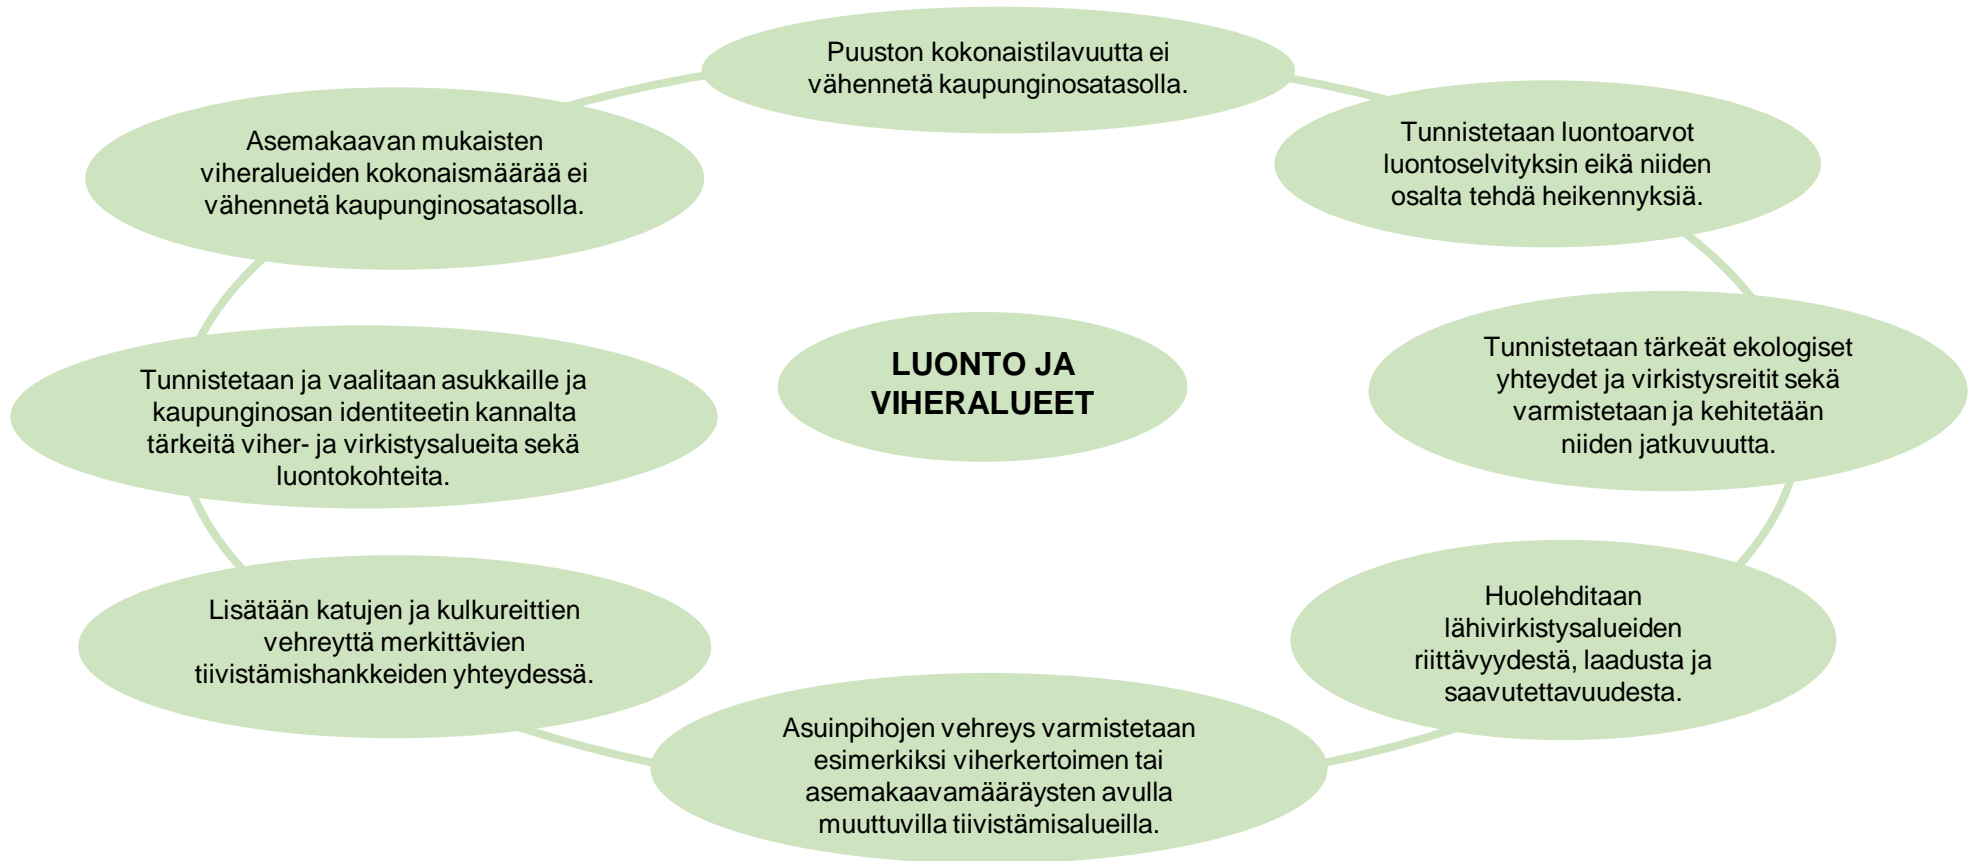 Puuston kokonaistilavuutta ei
vähennetä kaupunginosatasolla.
Tunnistetaan luontoarvot
luontoselvityksin eikä niiden
osalta tehdä heikennyksiä.
Tunnistetaan tärkeät ekologiset
yhteydet ja virkistysreitit sekä
varmistetaan ja kehitetään
niiden jatkuvuutta.
Huolehditaan
lähivirkistysalueiden
riittävyydestä, laadusta ja
saavutettavuudesta.
Asuinpihojen vehreys varmistetaan
esimerkiksi viherkertoimen tai
asemakaavamääräysten avulla
muuttuvilla tiivistämisalueilla.
Lisätään katujen ja kulkureittien
vehreyttä merkittävien
tiivistämishankkeiden yhteydessä.
Tunnistetaan ja vaalitaan asukkaille ja
kaupunginosan identiteetin kannalta
tärkeitä viher- ja virkistysalueita sekä
luontokohteita.
Asemakaavan mukaisten
viheralueiden kokonaismäärää ei
vähennetä kaupunginosatasolla.
LUONTO JA
VIHERALUEET